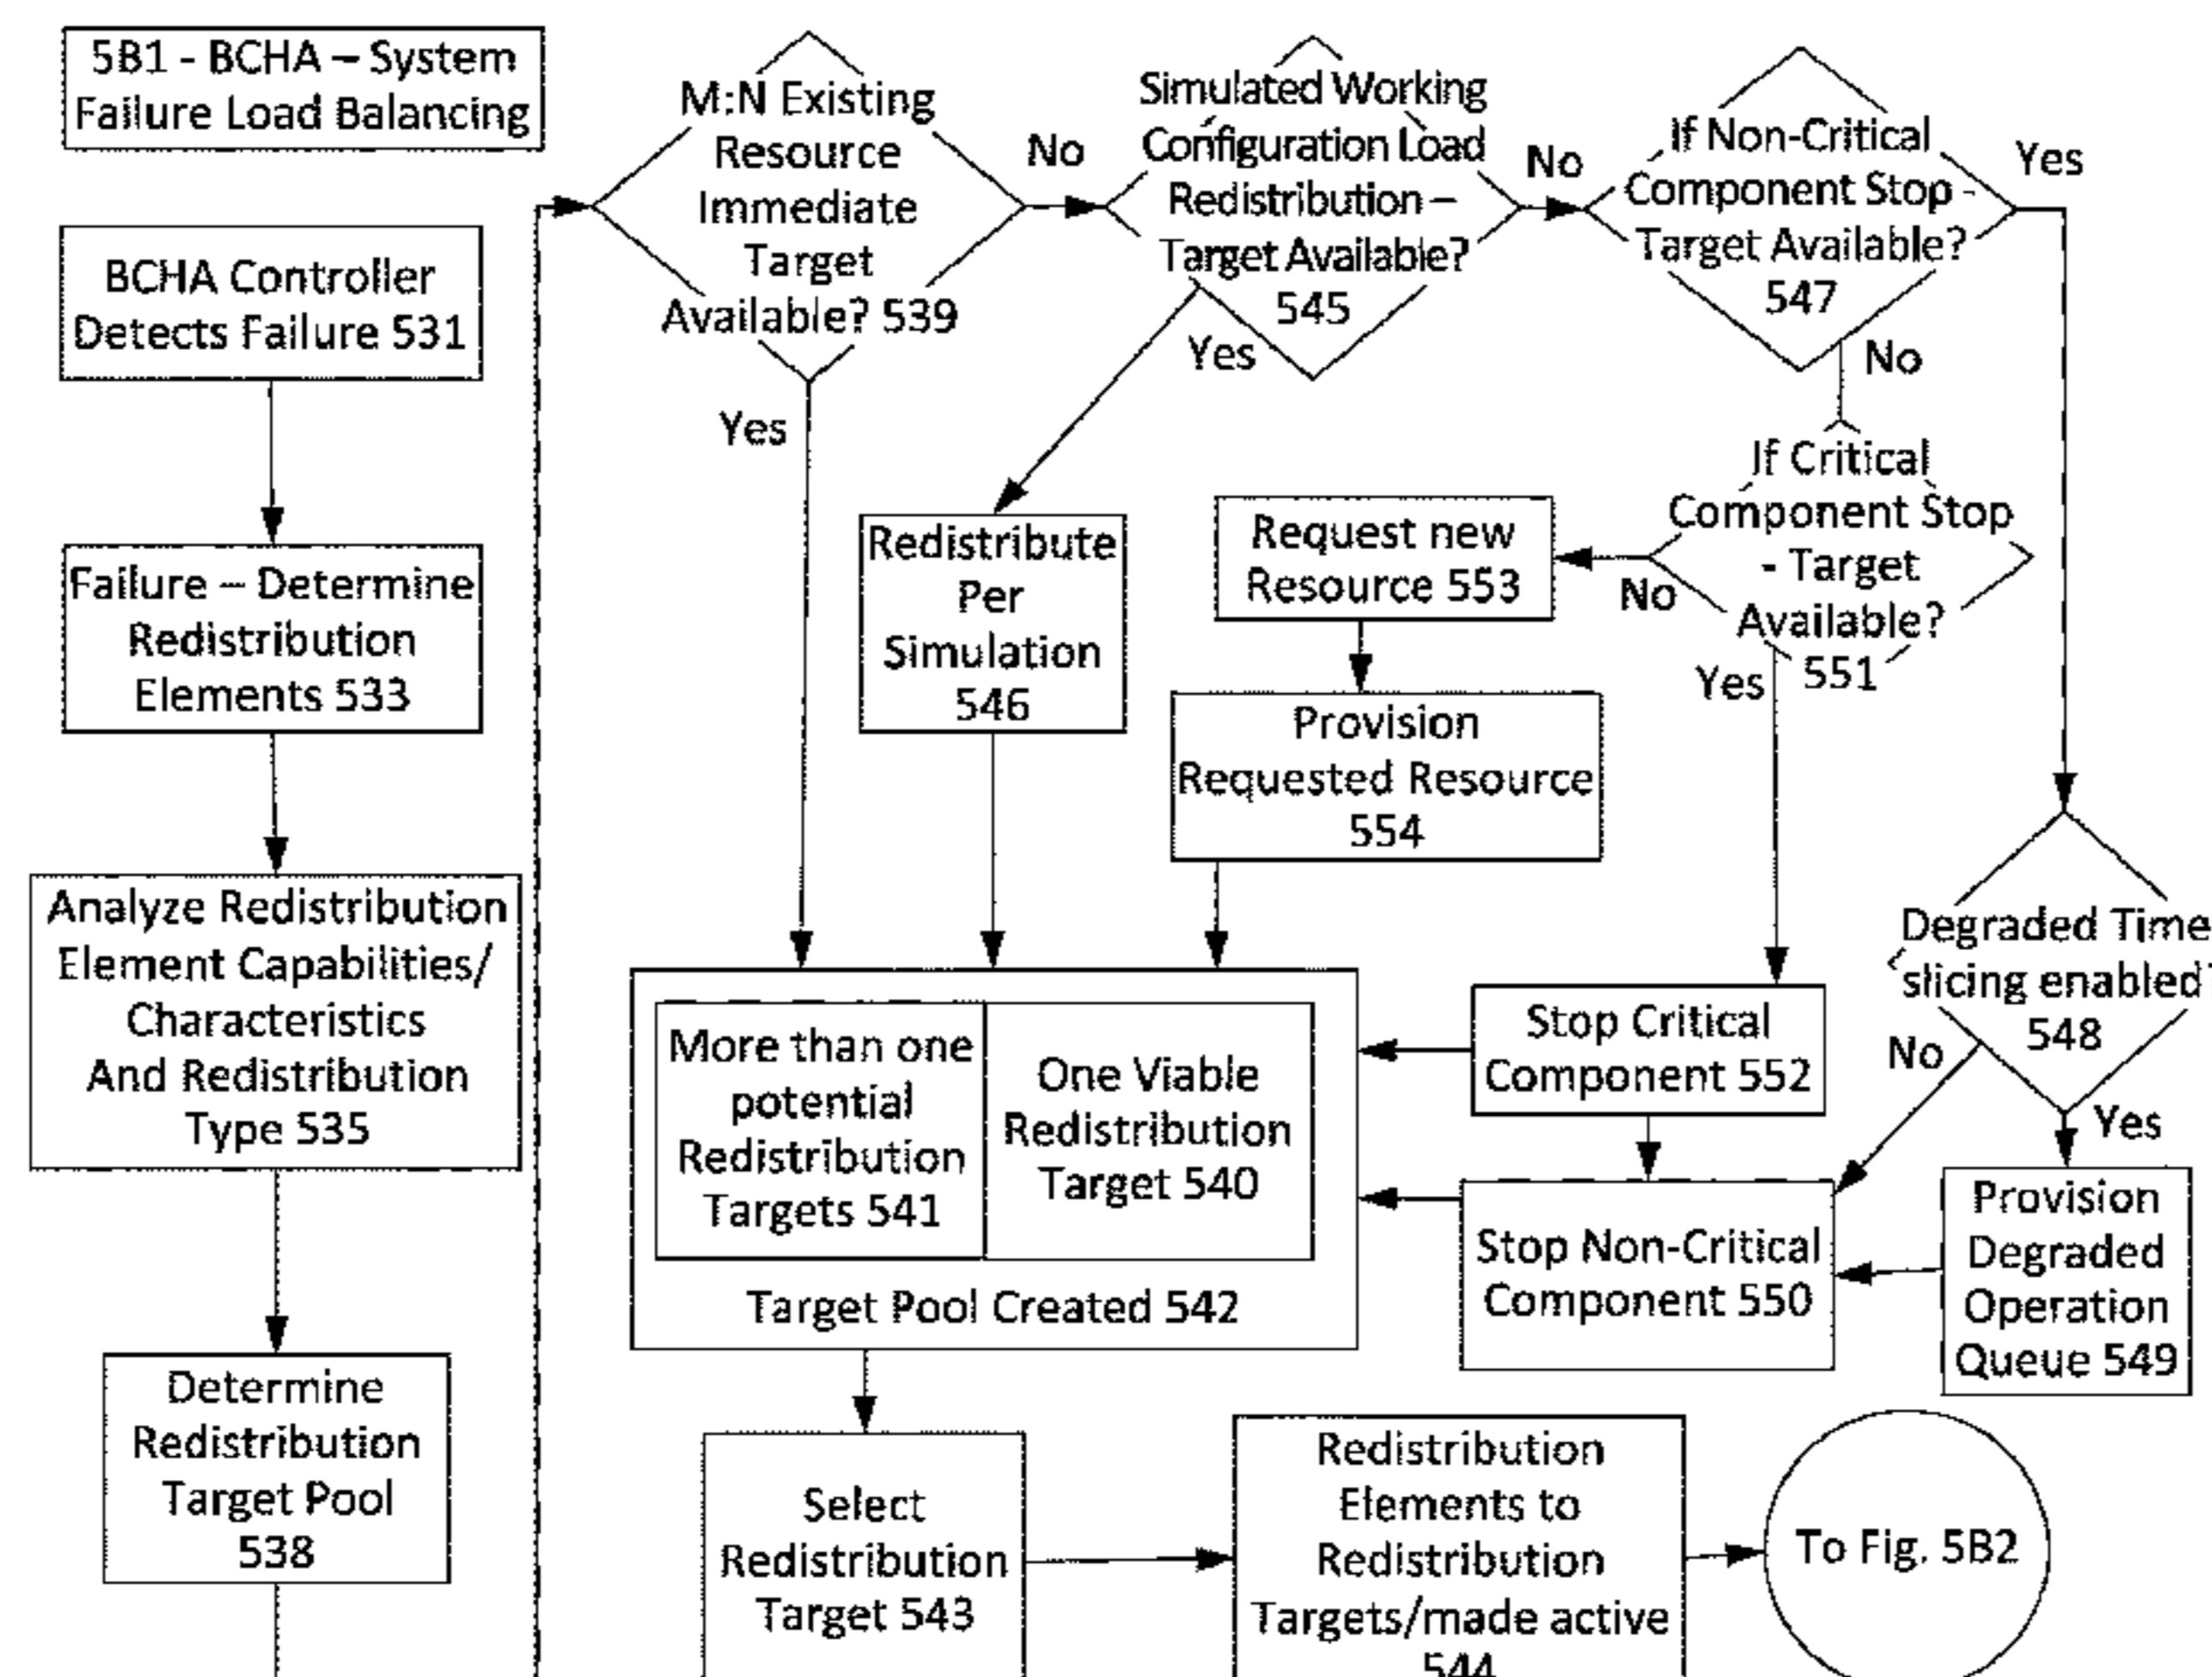 5B1 - BCHA – System
Failure Load Balancing
BCHA Controller
Detects Failure 531
Failure – Determine
Redistribution
Elements 533
Analyze Redistribution
Element Capabilities/
Characteristics
And Redistribution
Type 535
Determine
Redistribution
Target Pool
538
M:N Existing
Resource
Immediate
Target
Available? 539
No
Yes
Simulated Working
Configuration Load
Redistribution –
Target Available?
545
No
Yes
If Non-Critical
Component Stop -
Target Available?
547
Yes
No
If Critical
Component Stop
- Target
Available?
551
No
Yes
Redistribute
Per
Simulation
546
Request new
Resource 553
Provision
Requested Resource
554
Degraded Time
slicing enabled
548
No
Yes
More than one
potential
Redistribution
Targets 541
One Viable
Redistribution
Target 540
Target Pool Created 542
Stop Critical
Component 552
Stop Non-Critical
Component 550
Provision
Degraded
Operation
Queue 549
Select
Redistribution
Target 543
Redistribution
Elements to
Redistribution
Targets/made active
544
To Fig. 5B2